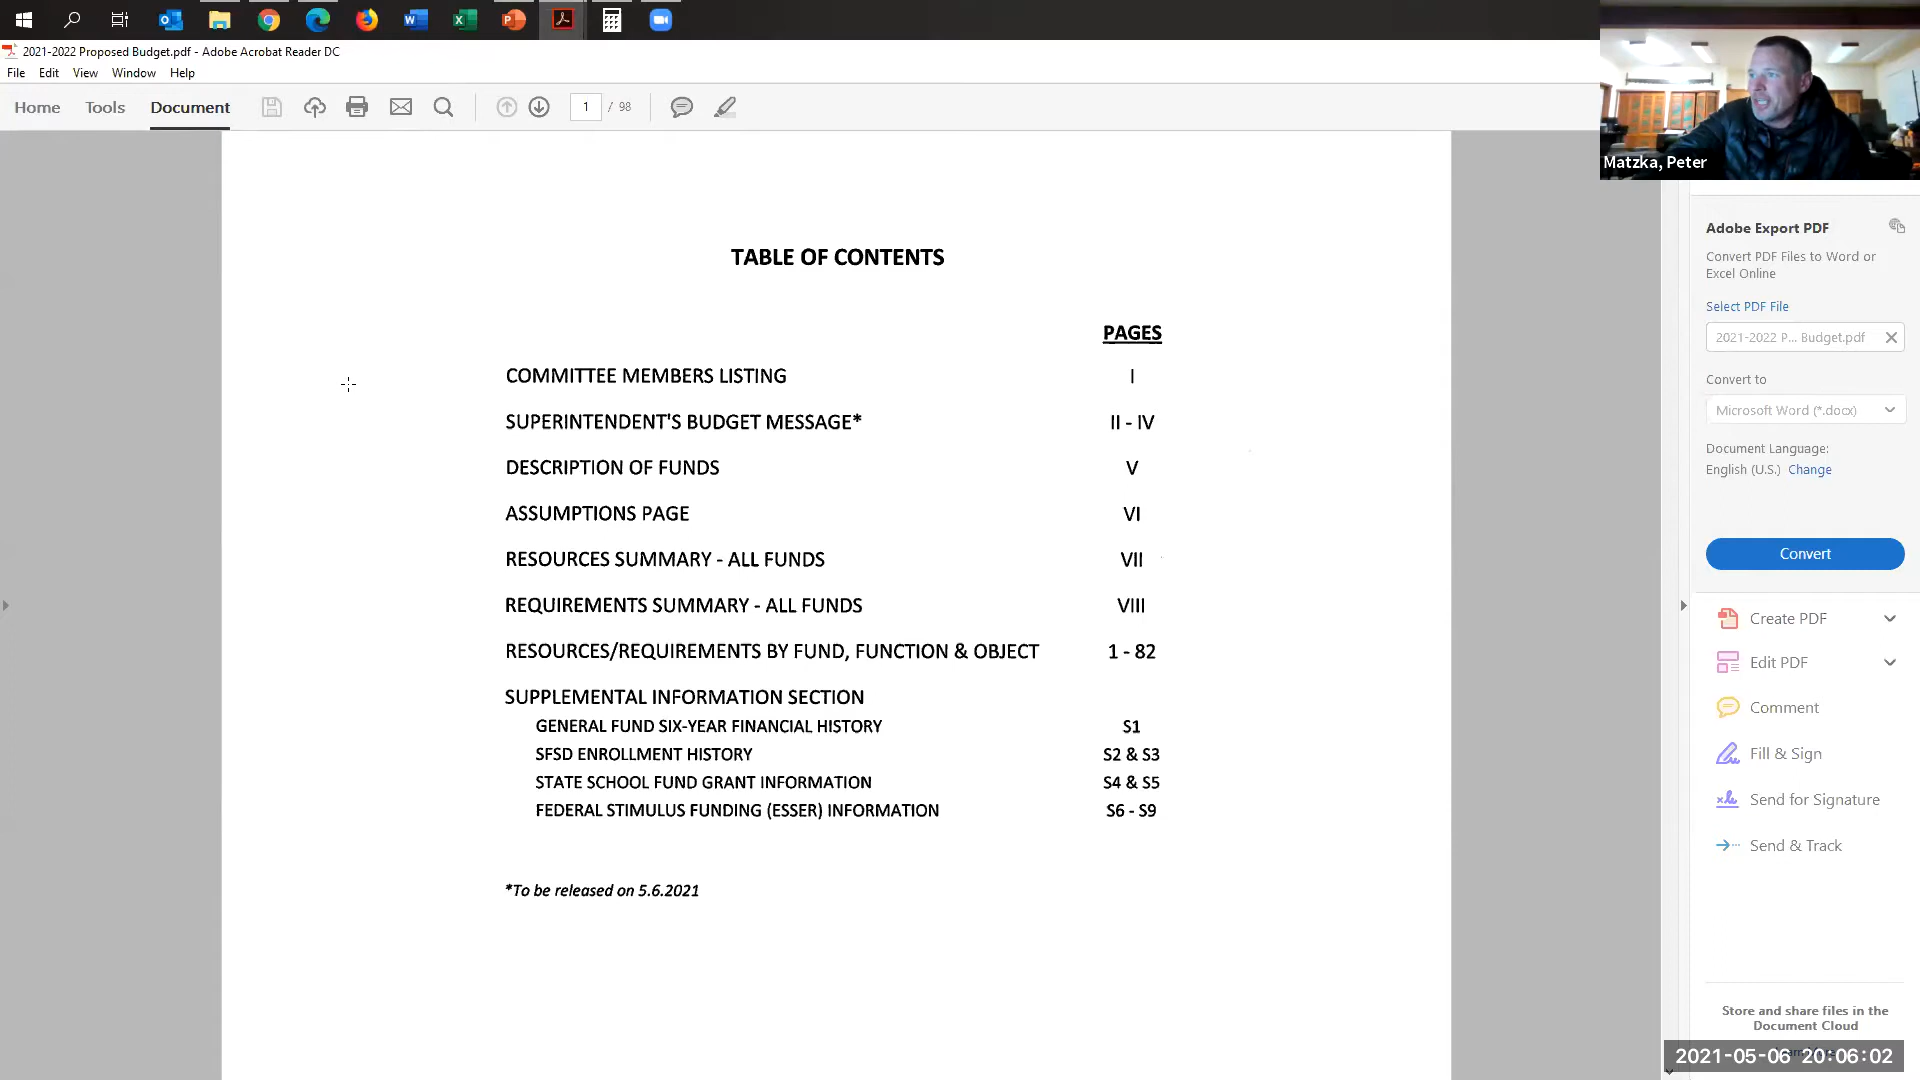 2021-2022 Proposed Budget.pdf - Adobe Acrobat Reader DC
File Edit View Window Help
Home Tools Document 1 / 98
Matzka, Peter
TABLE OF CONTENTS
PAGES
COMMITTEE MEMBERS LISTING I
SUPERINTENDENT'S BUDGET MESSAGE* II - IV
DESCRIPTION OF FUNDS V
ASSUMPTIONS PAGE VI
RESOURCES SUMMARY - ALL FUNDS VII
REQUIREMENTS SUMMARY - ALL FUNDS VIII
RESOURCES/REQUIREMENTS BY FUND, FUNCTION & OBJECT 1 - 82
SUPPLEMENTAL INFORMATION SECTION
GENERAL FUND SIX-YEAR FINANCIAL HISTORY S1
SFSD ENROLLMENT HISTORY S2 & S3
STATE SCHOOL FUND GRANT INFORMATION S4 & S5
FEDERAL STIMULUS FUNDING (ESSER) INFORMATION S6 - S9
*To be released on 5.6.2021
Adobe Export PDF
Convert PDF Files to Word or
Excel Online
Select PDF File
2021-2022 P... Budget.pdf
Convert to
Microsoft Word (*.docx)
Document Language:
English (U.S.) Change
Convert
Create PDF
Edit PDF
Comment
Fill & Sign
Send for Signature
Send & Track
Store and share files in the
Document Cloud
2021-05-06 20:06:02